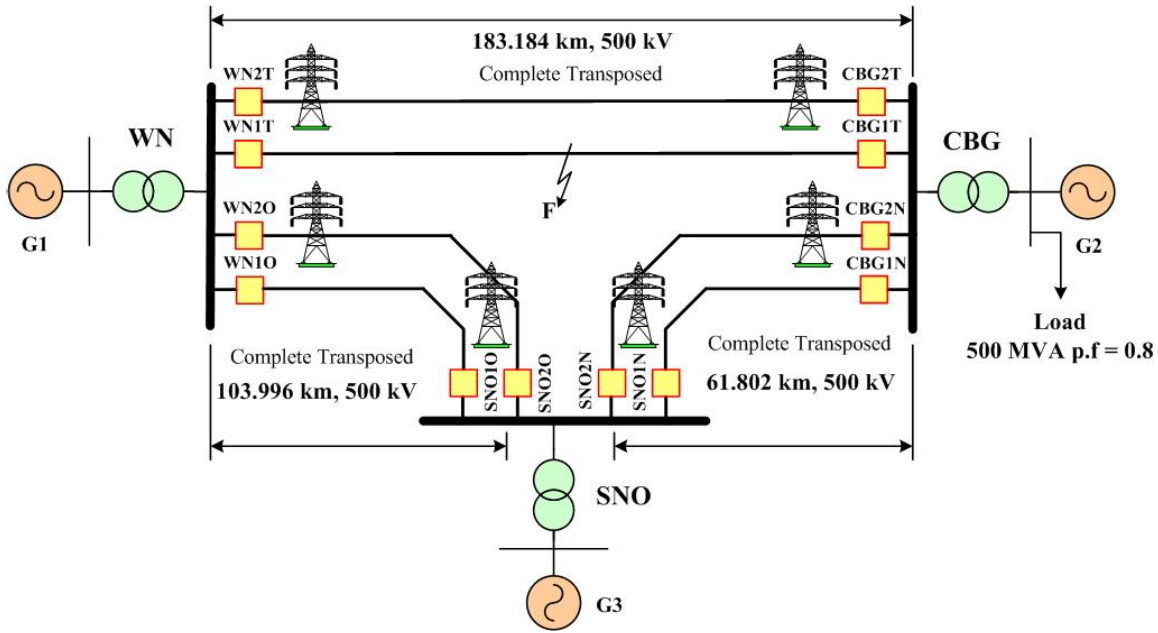 183.184 km, 500 kV
Complete Transposed
WN2T
CBG2T
WN1T
CBG1T
WN
CBG
G1
F
G2
WN2O
CBG2N
WN1O
CBG1N
Load
500 MVA p.f = 0.8
Complete Transposed
103.996 km, 500 kV
Complete Transposed
61.802 km, 500 kV
SNO1O
SNO2O
SNO2N
SNO1N
SNO
G3